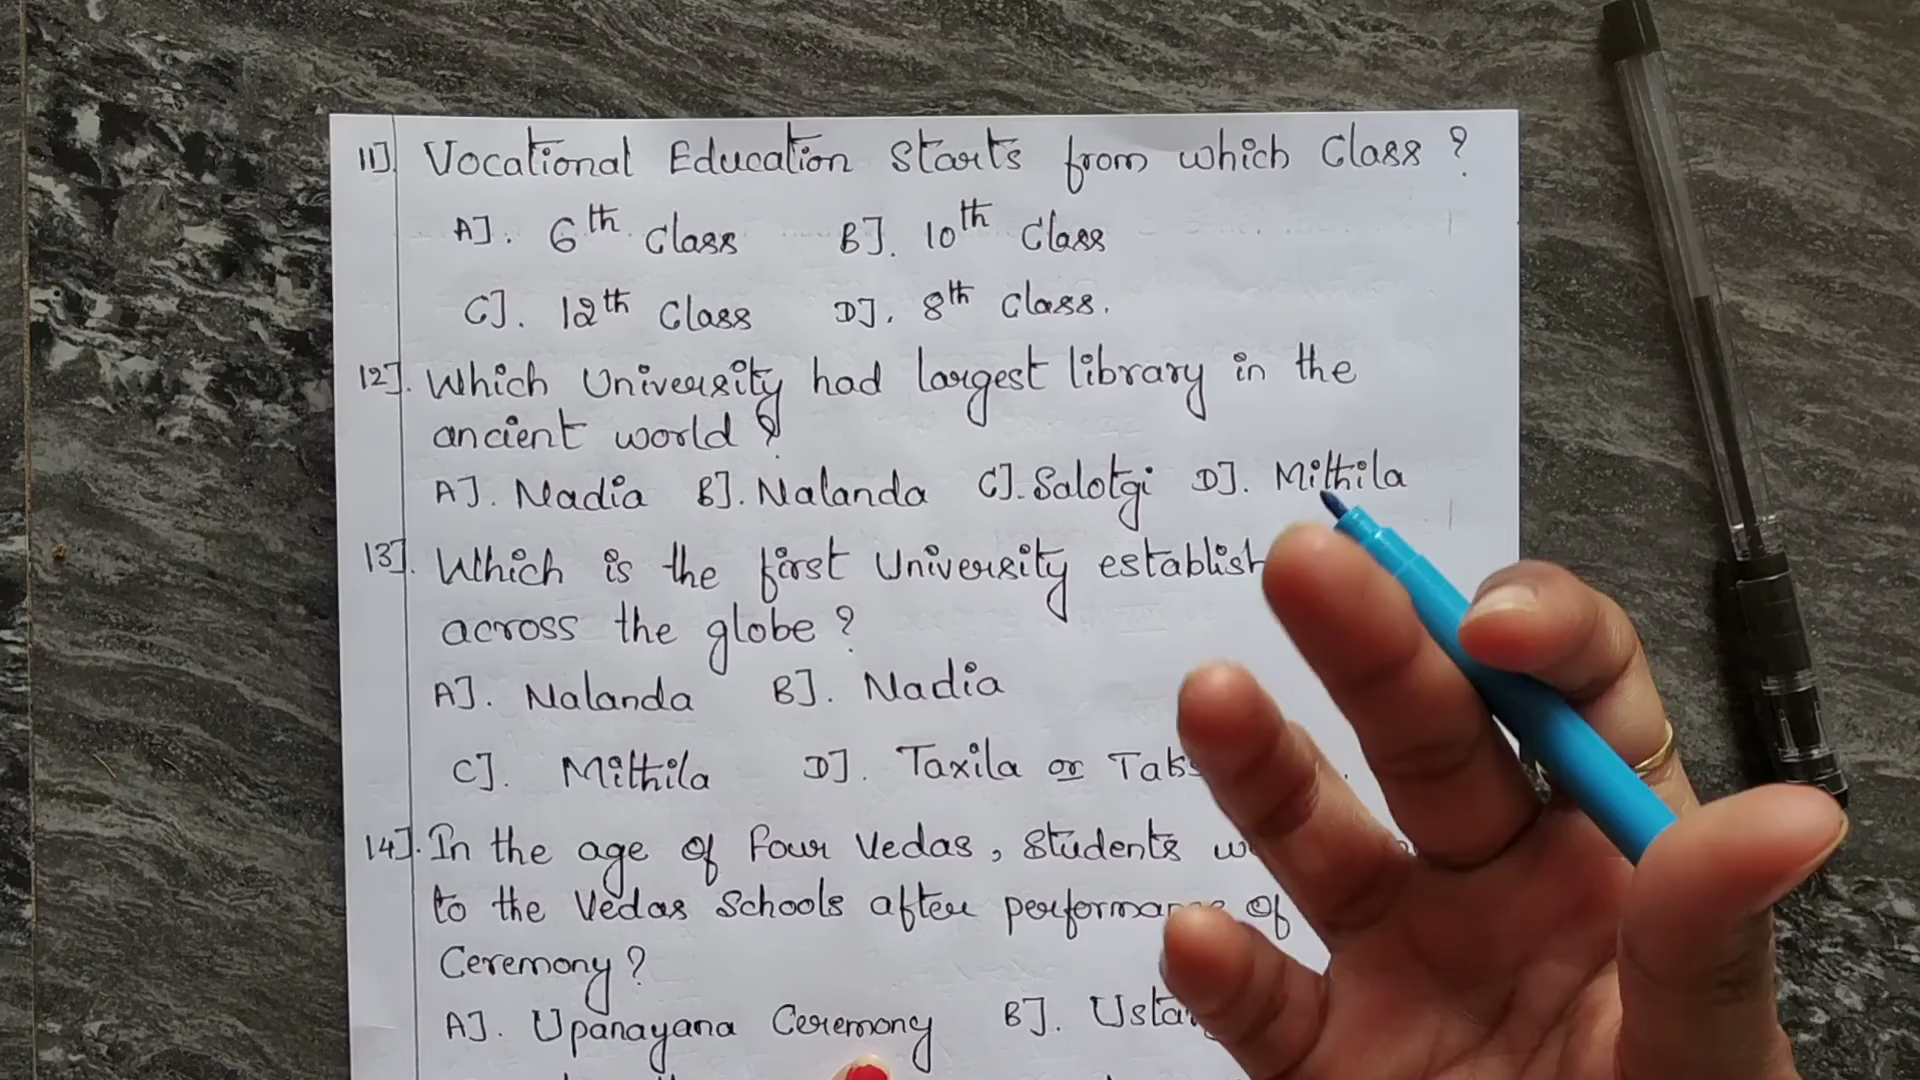 11]. Vocational Education Starts from which Class ?
A]. 6th Class B]. 10th Class
C]. 12th Class D]. 8th Class.
12]. Which University had largest library in the
ancient world ?
A]. Nadia B]. Nalanda C]. Salotgi D]. Mithila
13]. Which is the first University
across the globe ?
A]. Nalanda B]. Nadia
C]. Mithila D]. Taxila or
14]. In the age of Four Vedas, Students
to the Vedas Schools after of
Ceremony ?
A]. Upanayana Ceremony B].